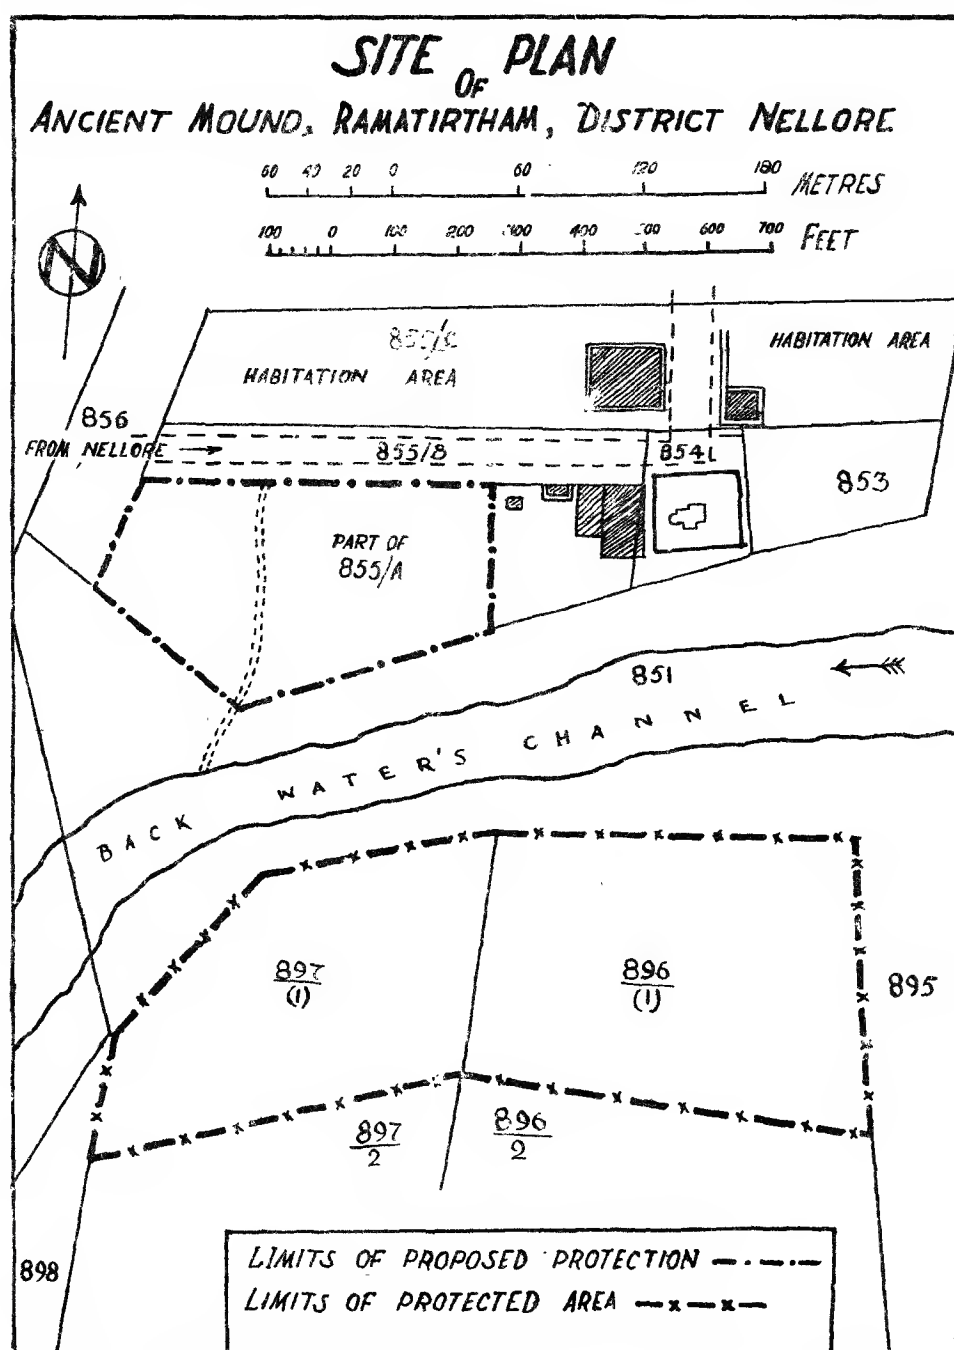 SITE PLAN
OF
ANCIENT MOUND, RAMATIRTHAM, DISTRICT NELLORE
60 40 20 0 60 120 180 METRES
100 0 100 200 300 400 500 600 700 FEET
N
855/C
HABITATION AREA
HABITATION AREA
856
FROM NELLORE
855/B
854
853
PART OF
855/A
851
BACK WATER'S CHANNEL
897
(1)
896
(1)
895
897
2
896
2
898
LIMITS OF PROPOSED PROTECTION
LIMITS OF PROTECTED AREA